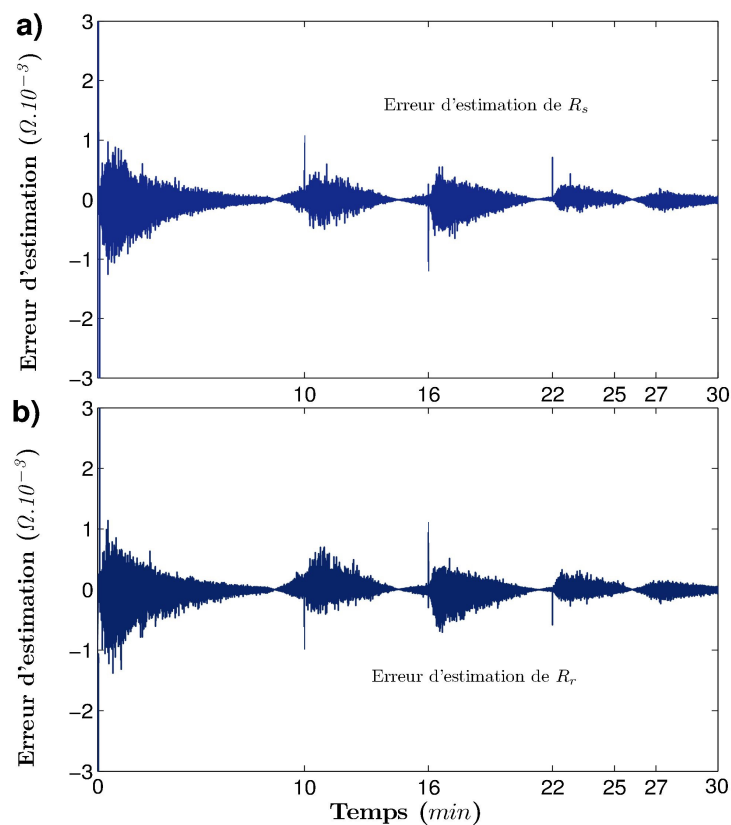 a)
Erreur d'estimation (Ω.10⁻³)
3
2
1
0
−1
−2
−3
Erreur d'estimation de Rₛ
10 16 22 25 27 30
b)
Erreur d'estimation (Ω.10⁻³)
3
2
1
0
−1
−2
−3
Erreur d'estimation de Rᵣ
0 10 16 22 25 27 30
Temps (min)